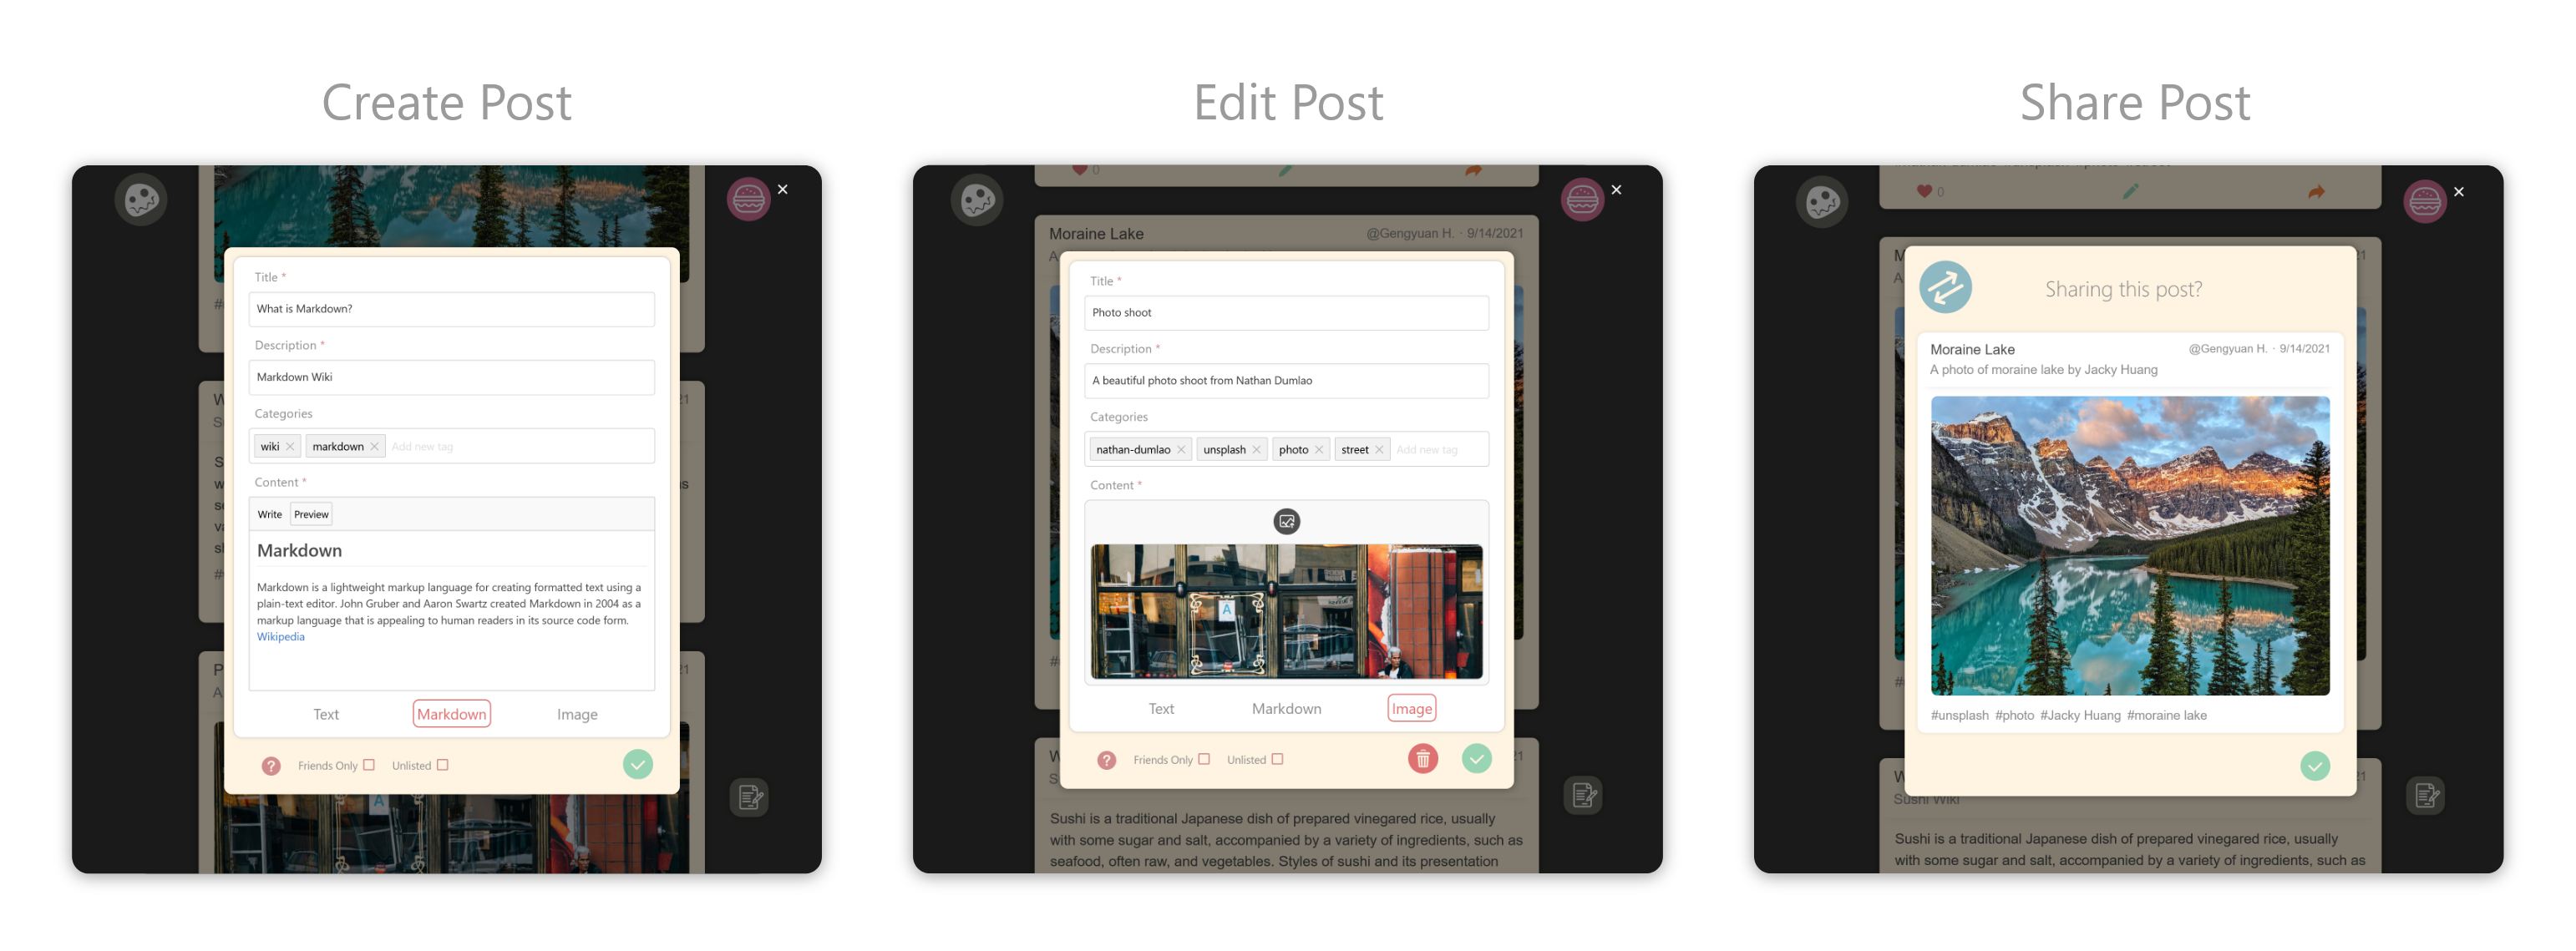 Create Post
Edit Post
Share Post
Title *
What is Markdown?
Description *
Markdown Wiki
Categories
wiki
markdown
Add new tag
Content *
Write Preview
Markdown
Markdown is a lightweight markup language for creating formatted text using a
plain-text editor. John Gruber and Aaron Swartz created Markdown in 2004 as a
markup language that is appealing to human readers in its source code form.
Wikipedia
Text Markdown Image
? Friends Only Unlisted
A
0
Moraine Lake
@Gengyuan H. · 9/14/2021
Title *
Photo shoot
Description *
A beautiful photo shoot from Nathan Dumlao
Categories
nathan-dumlao
unsplash
photo
street
Add new tag
Content *
A
Text Markdown Image
? Friends Only Unlisted
Sushi is a traditional Japanese dish of prepared vinegared rice, usually
with some sugar and salt, accompanied by a variety of ingredients, such as
seafood, often raw, and vegetables. Styles of sushi and its presentation
0
Sharing this post?
Moraine Lake
@Gengyuan H. · 9/14/2021
A photo of moraine lake by Jacky Huang
#unsplash #photo #Jacky Huang #moraine lake
Sushi Wiki
Sushi is a traditional Japanese dish of prepared vinegared rice, usually
with some sugar and salt, accompanied by a variety of ingredients, such as